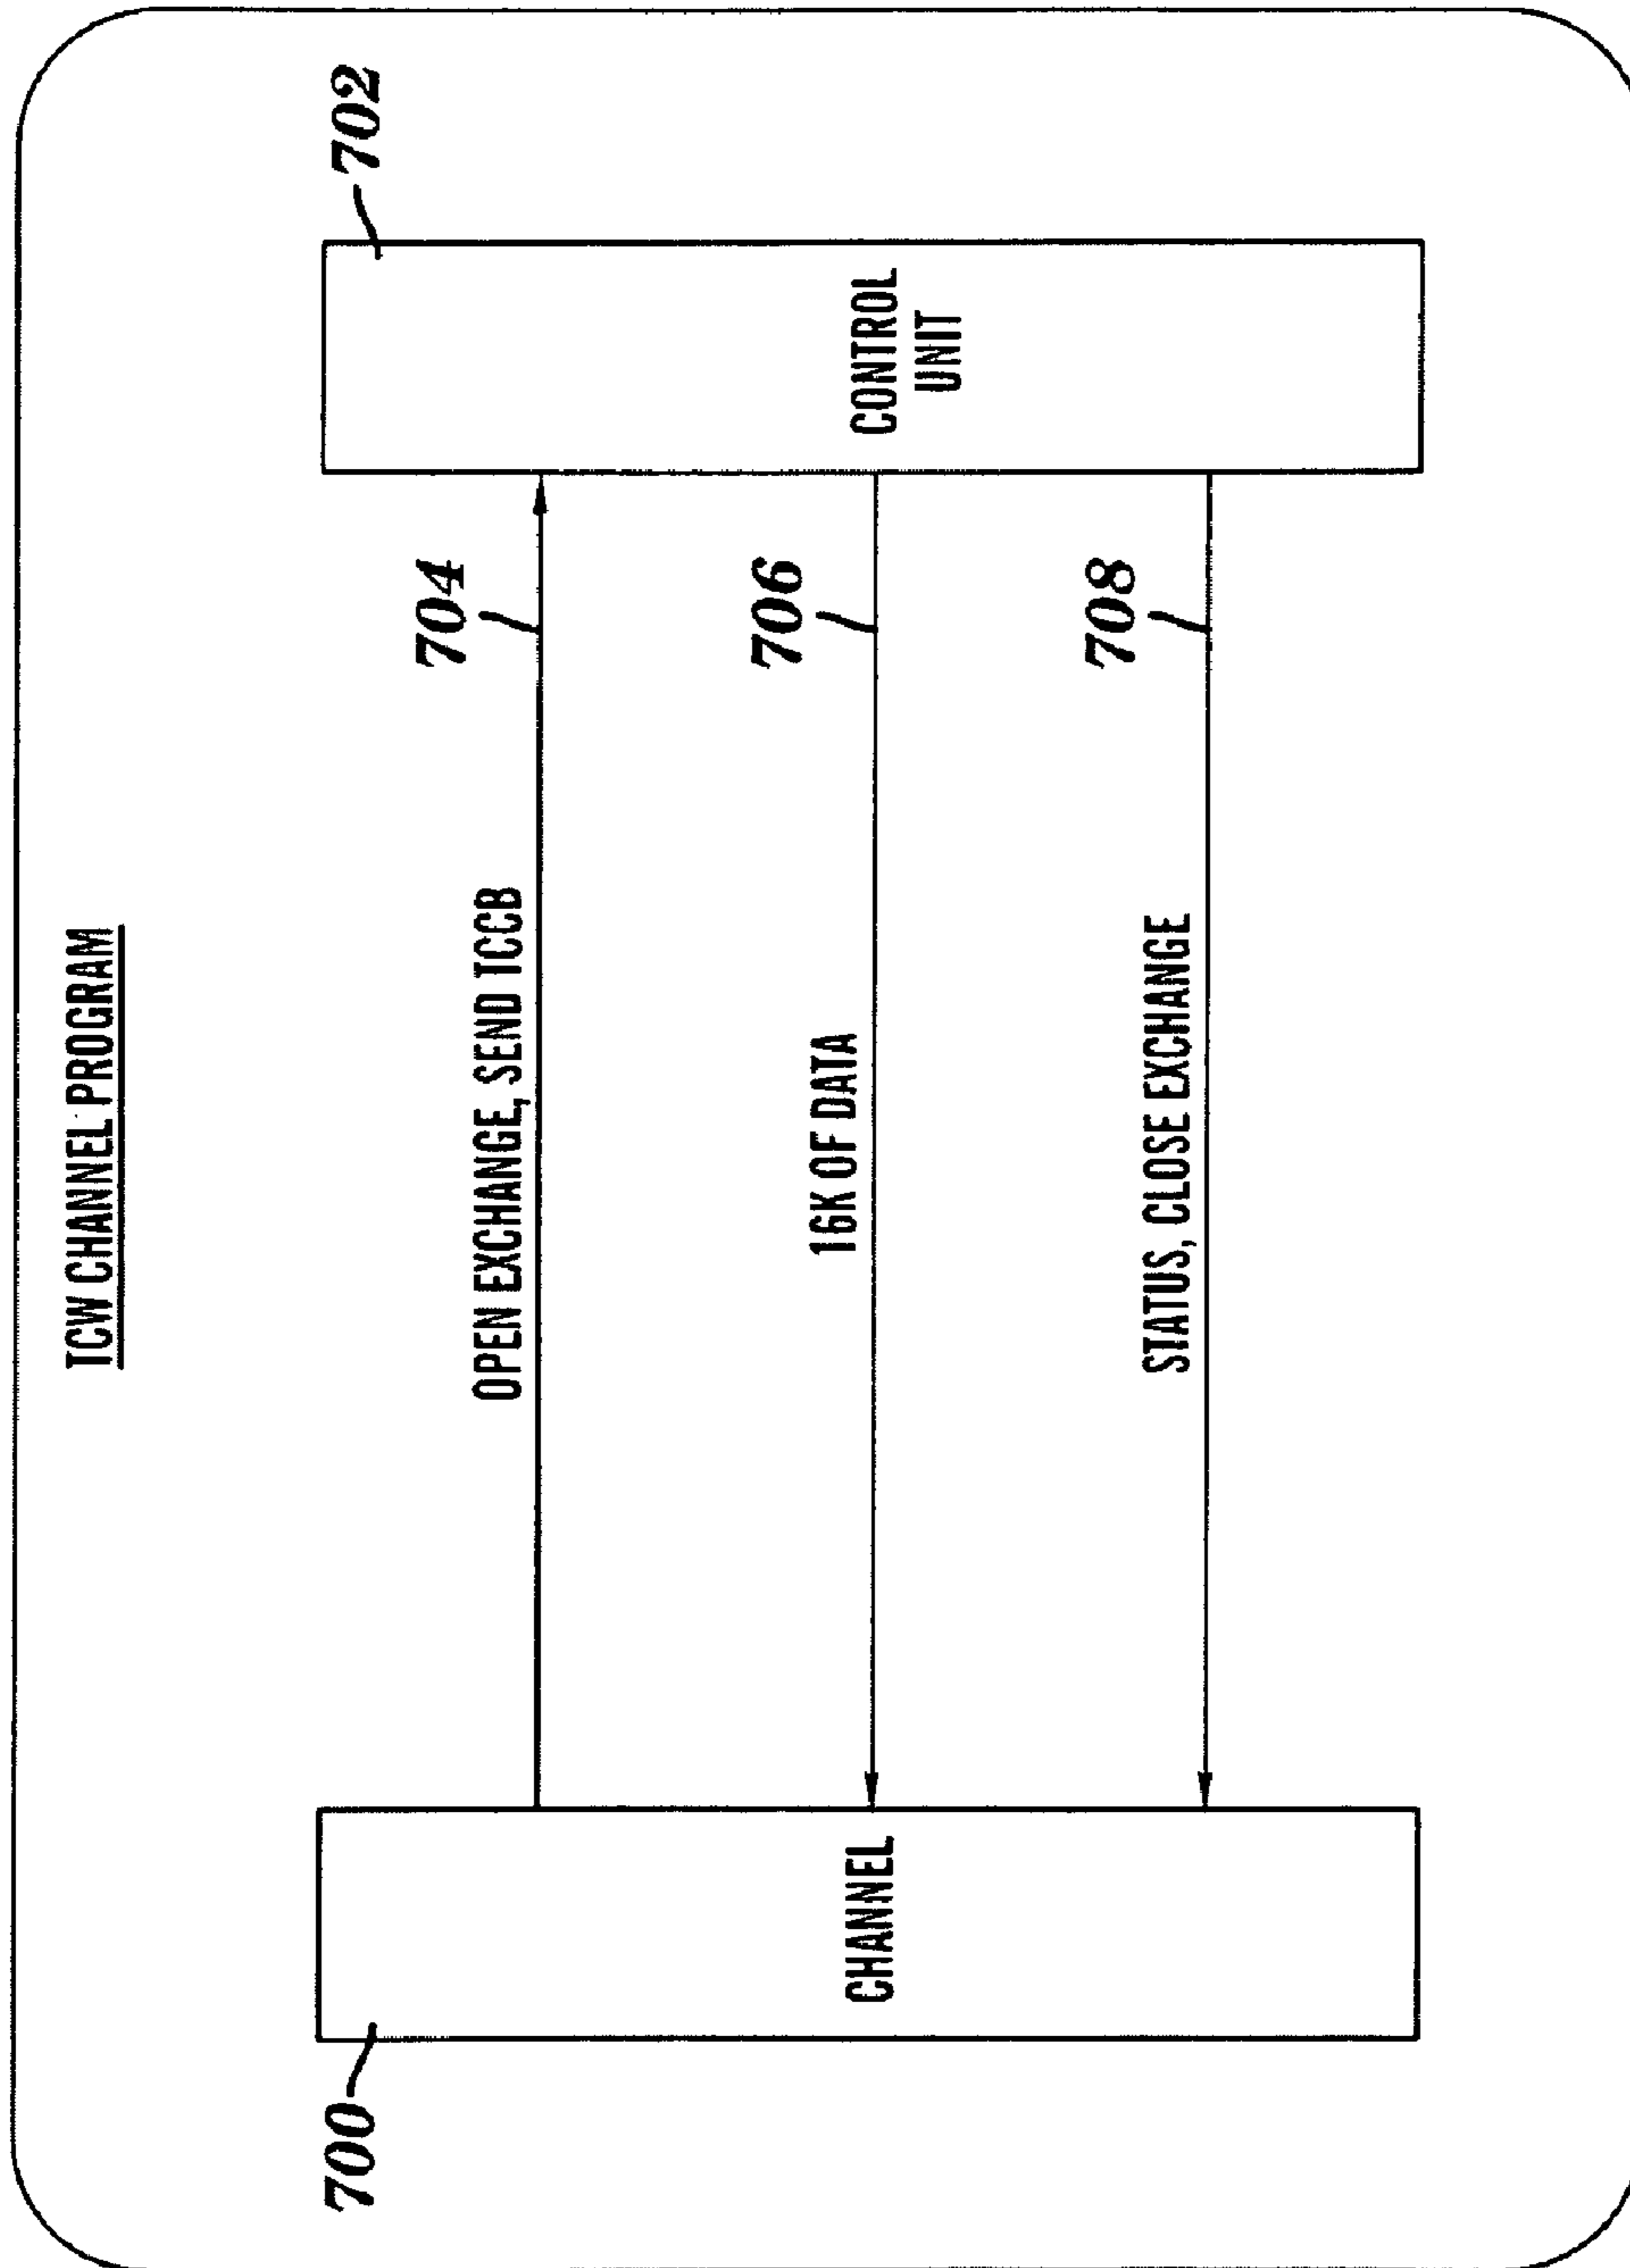 TCW CHANNEL PROGRAM
700
702
CHANNEL
CONTROL
UNIT
OPEN EXCHANGE, SEND TCCB
704
16K OF DATA
706
STATUS, CLOSE EXCHANGE
708